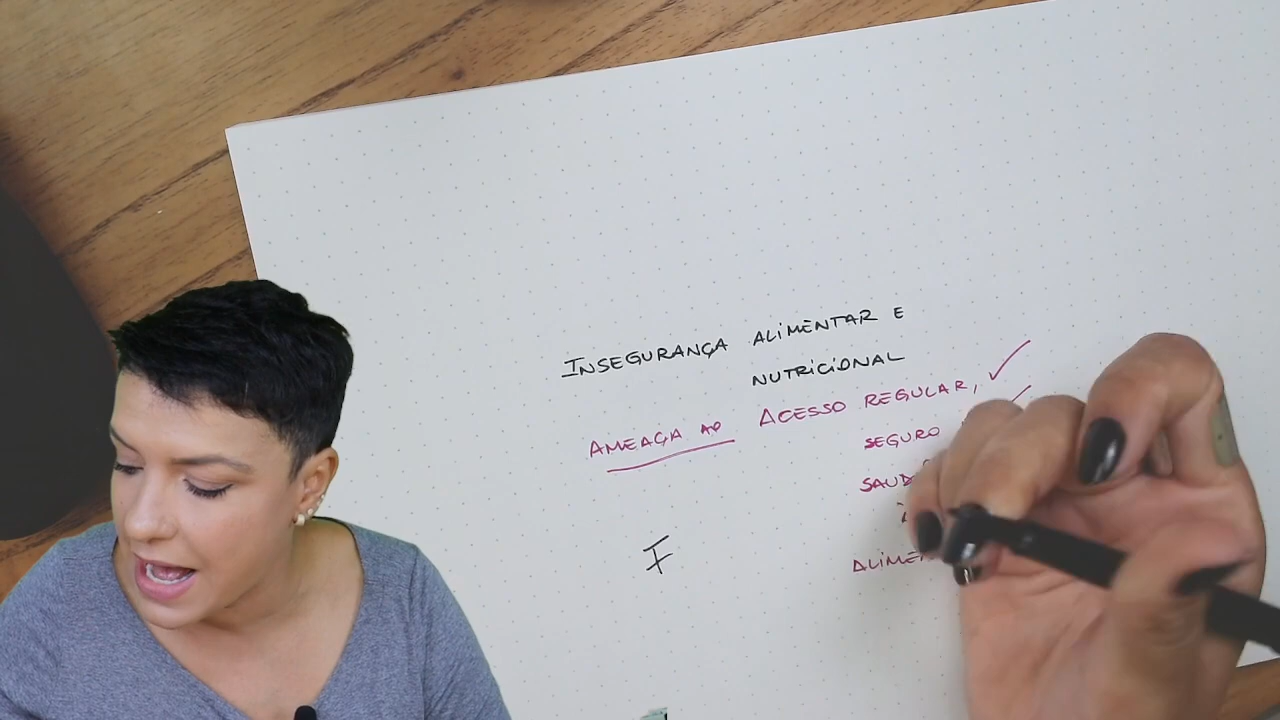 INSEGURANÇA ALIMENTAR E
NUTRICIONAL
AMEAÇA AO ACESSO REGULAR,
SEGURO
F